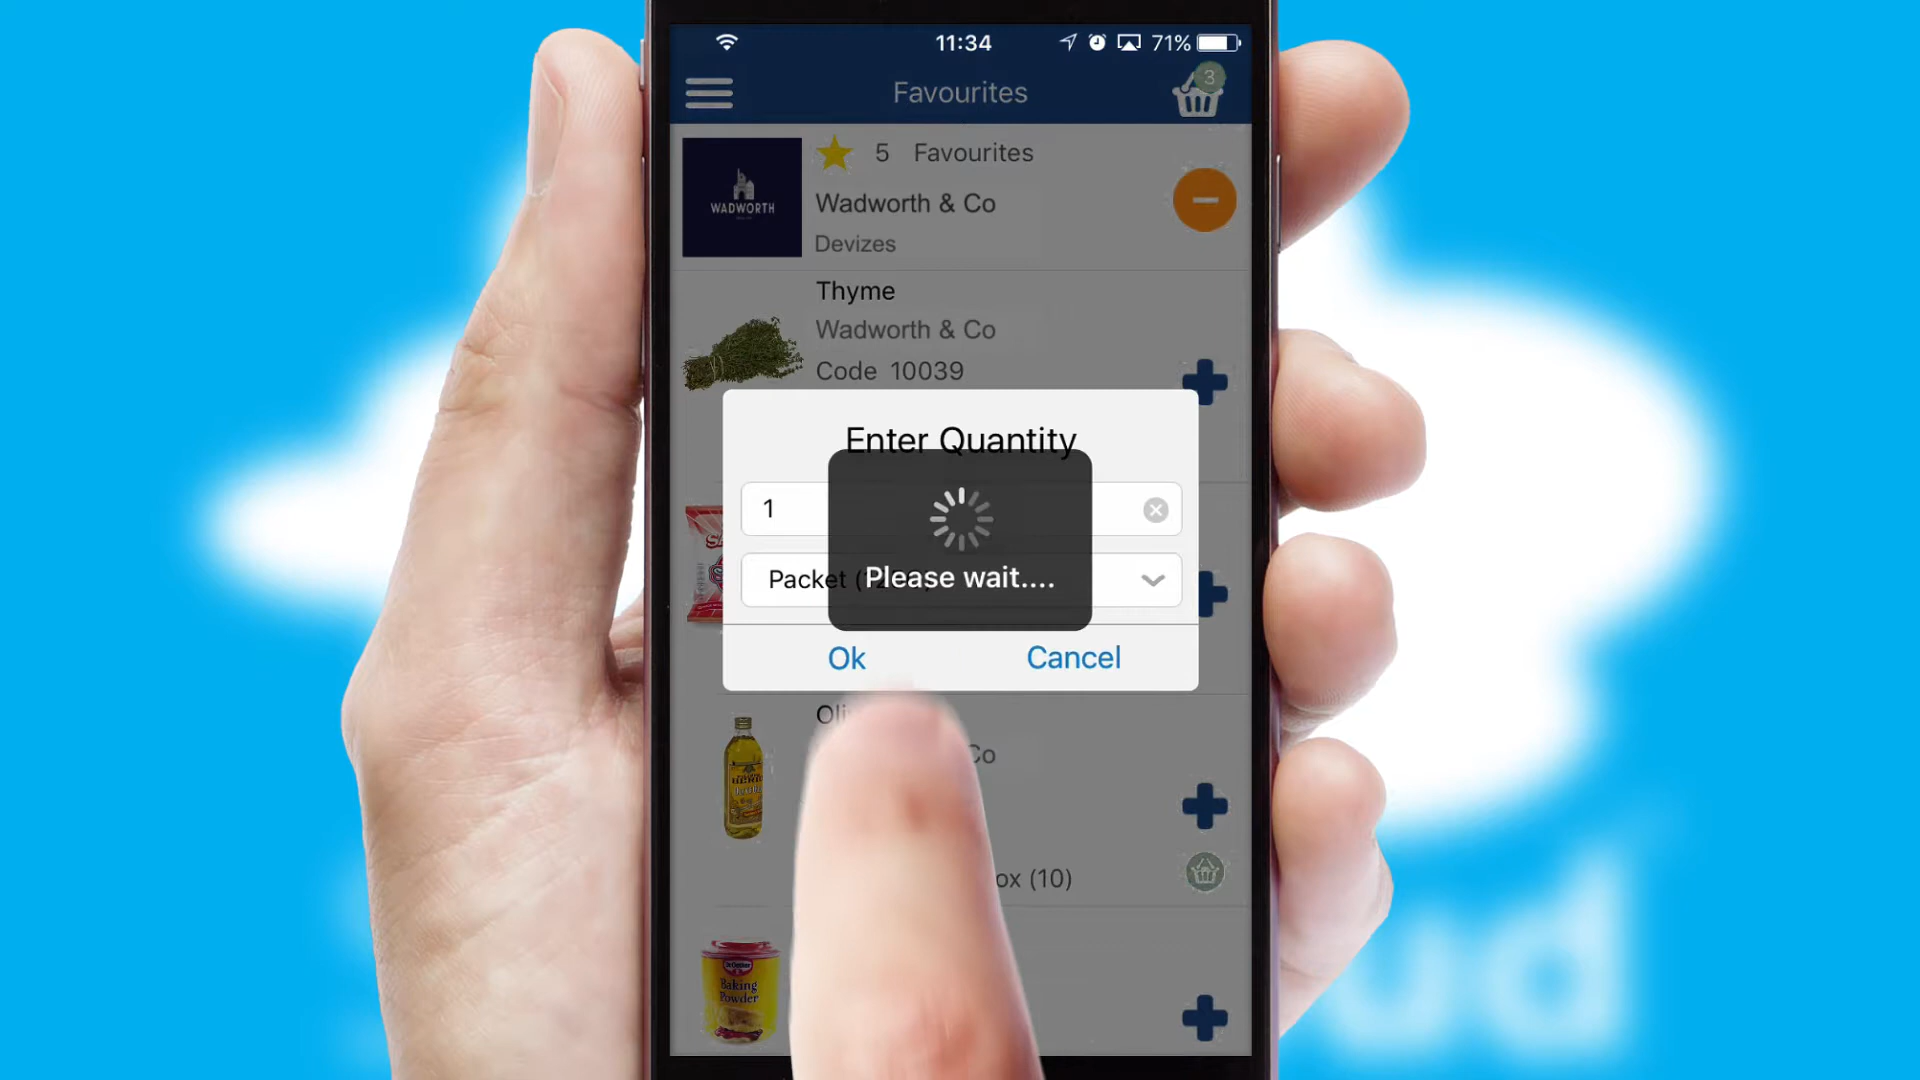 11:34
71%
Favourites
3
5 Favourites
WADWORTH
Wadworth & Co
Devizes
Thyme
Wadworth & Co
Code 10039
Enter Quantity
1
Packet
Please wait....
Ok
Cancel
Co
ox (10)
Baking
Powder
ud